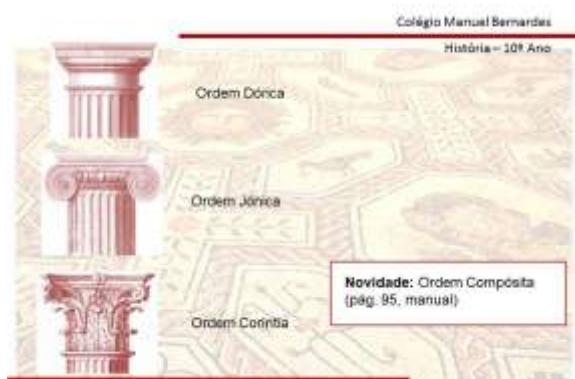 Colégio Manuel Bernardes
História – 10º Ano
Ordem Dórica
Ordem Jónica
Novidade: Ordem Compósita
(pág. 95, manual)
Ordem Coríntia